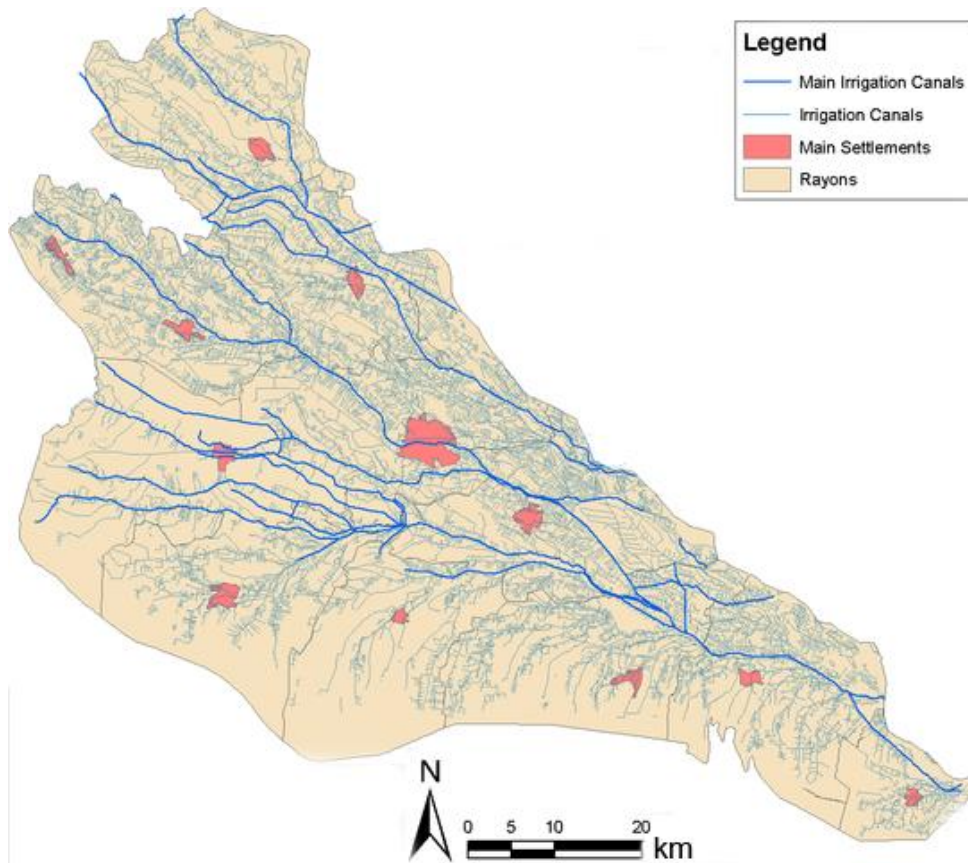 Legend
Main Irrigation Canals
Irrigation Canals
Main Settlements
Rayons
N
0 5 10 20
km